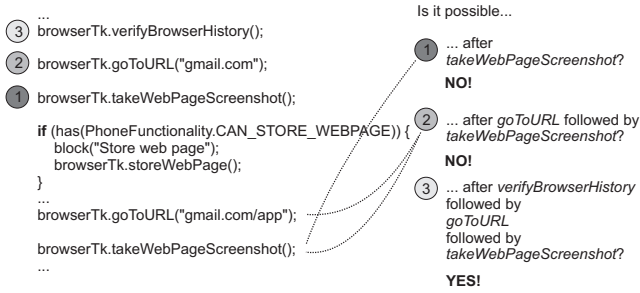 ...
3 browserTk.verifyBrowserHistory();
2 browserTk.goToURL("gmail.com");
1 browserTk.takeWebPageScreenshot();
if (has(PhoneFunctionality.CAN_STORE_WEBPAGE)) {
block("Store web page");
browserTk.storeWebPage();
}
...
browserTk.goToURL("gmail.com/app");
browserTk.takeWebPageScreenshot();
...
Is it possible...
1 ... after
takeWebPageScreenshot?
NO!
2 ... after goToURL followed by
takeWebPageScreenshot?
NO!
3 ... after verifyBrowserHistory
followed by
goToURL
followed by
takeWebPageScreenshot?
YES!